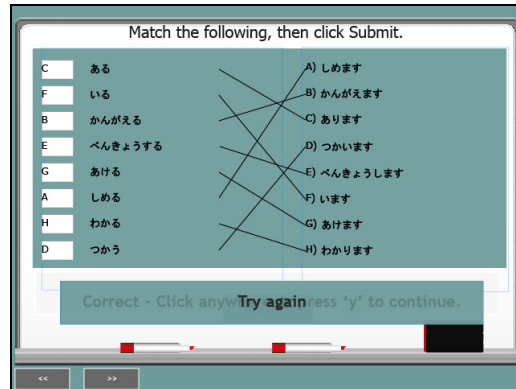 Match the following, then click Submit.
C ある A) しめます
F いる B) かんがえます
B かんがえる C) あります
E べんきょうする D) つかいます
G あける E) べんきょうします
A しめる F) います
H わかる G) あけます
D つかう H) わかります
Correct - Click anyw press 'y' to continue.
Try again
<< >>